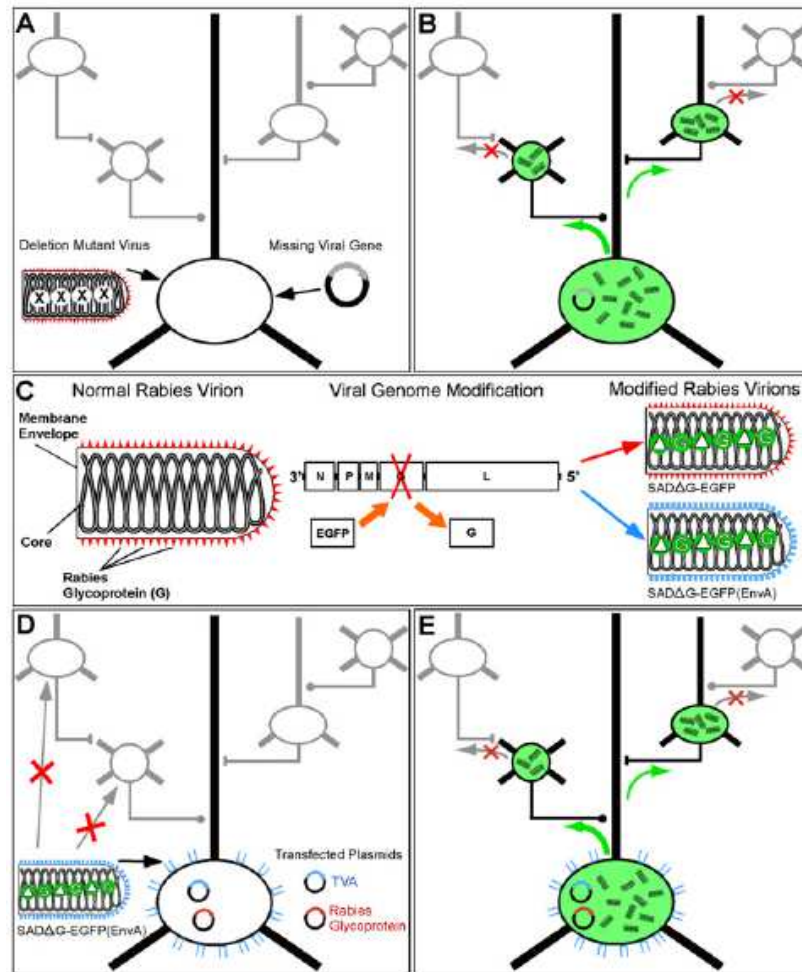 A
B
Deletion Mutant Virus
Missing Viral Gene
X X X X
C
Normal Rabies Virion
Viral Genome Modification
Modified Rabies Virions
Membrane
Envelope
Core
Rabies
Glycoprotein (G)
3' N P M L 5'
EGFP
G
G G G
SADΔG-EGFP
G G G
SADΔG-EGFP(EnvA)
D
E
Transfected Plasmids
TVA
Rabies
Glycoprotein
G G G
SADΔG-EGFP(EnvA)